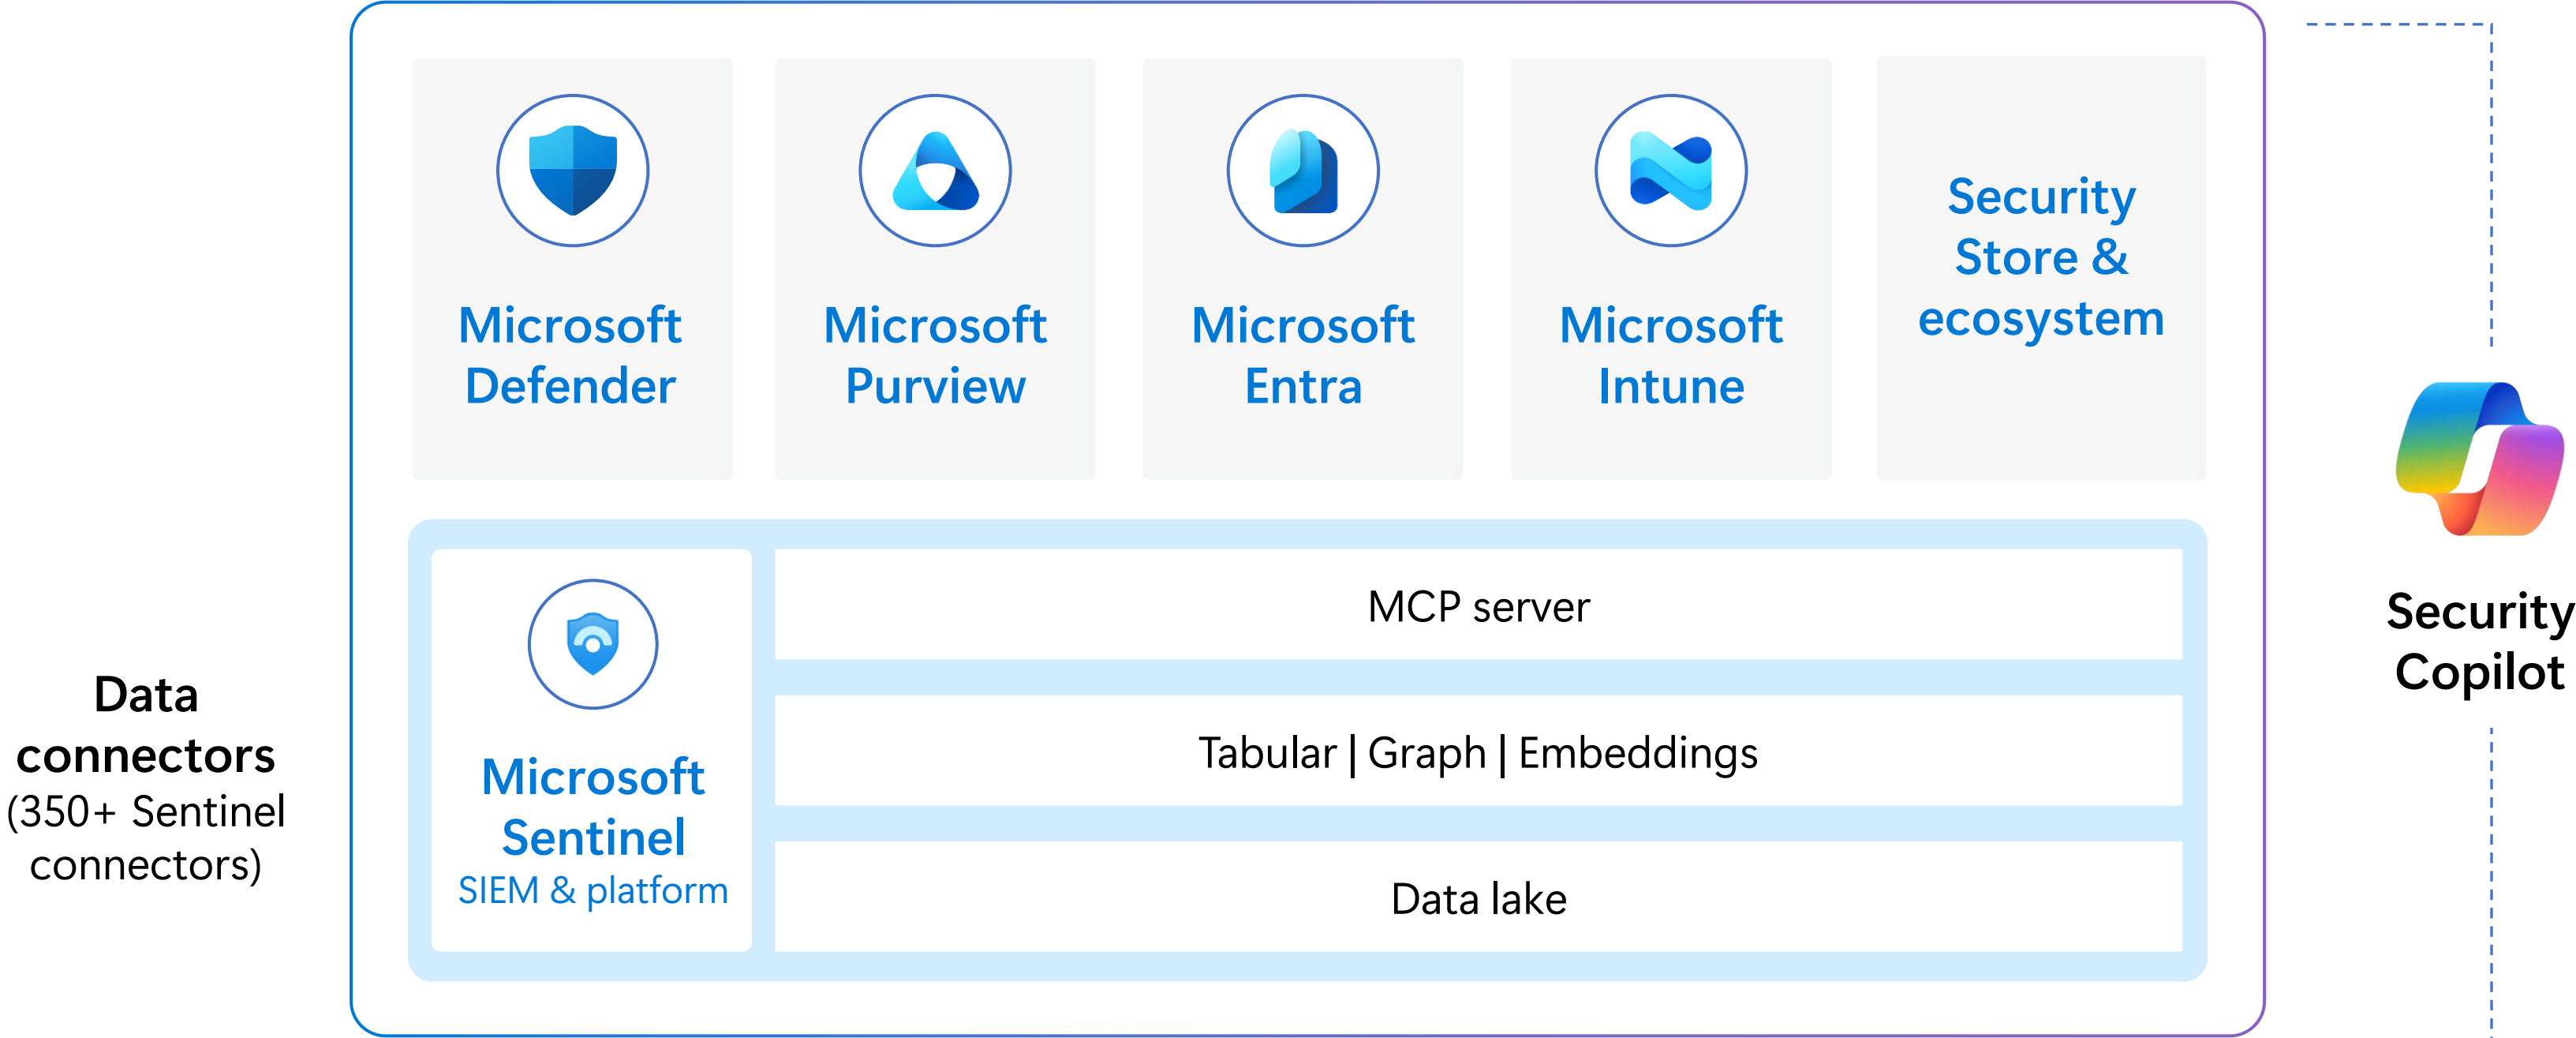 Microsoft
Defender
Microsoft
Purview
Microsoft
Entra
Microsoft
Intune
Security
Store &
ecosystem
Data
connectors
(350+ Sentinel
connectors)
Microsoft
Sentinel
SIEM & platform
MCP server
Tabular | Graph | Embeddings
Data lake
Security
Copilot